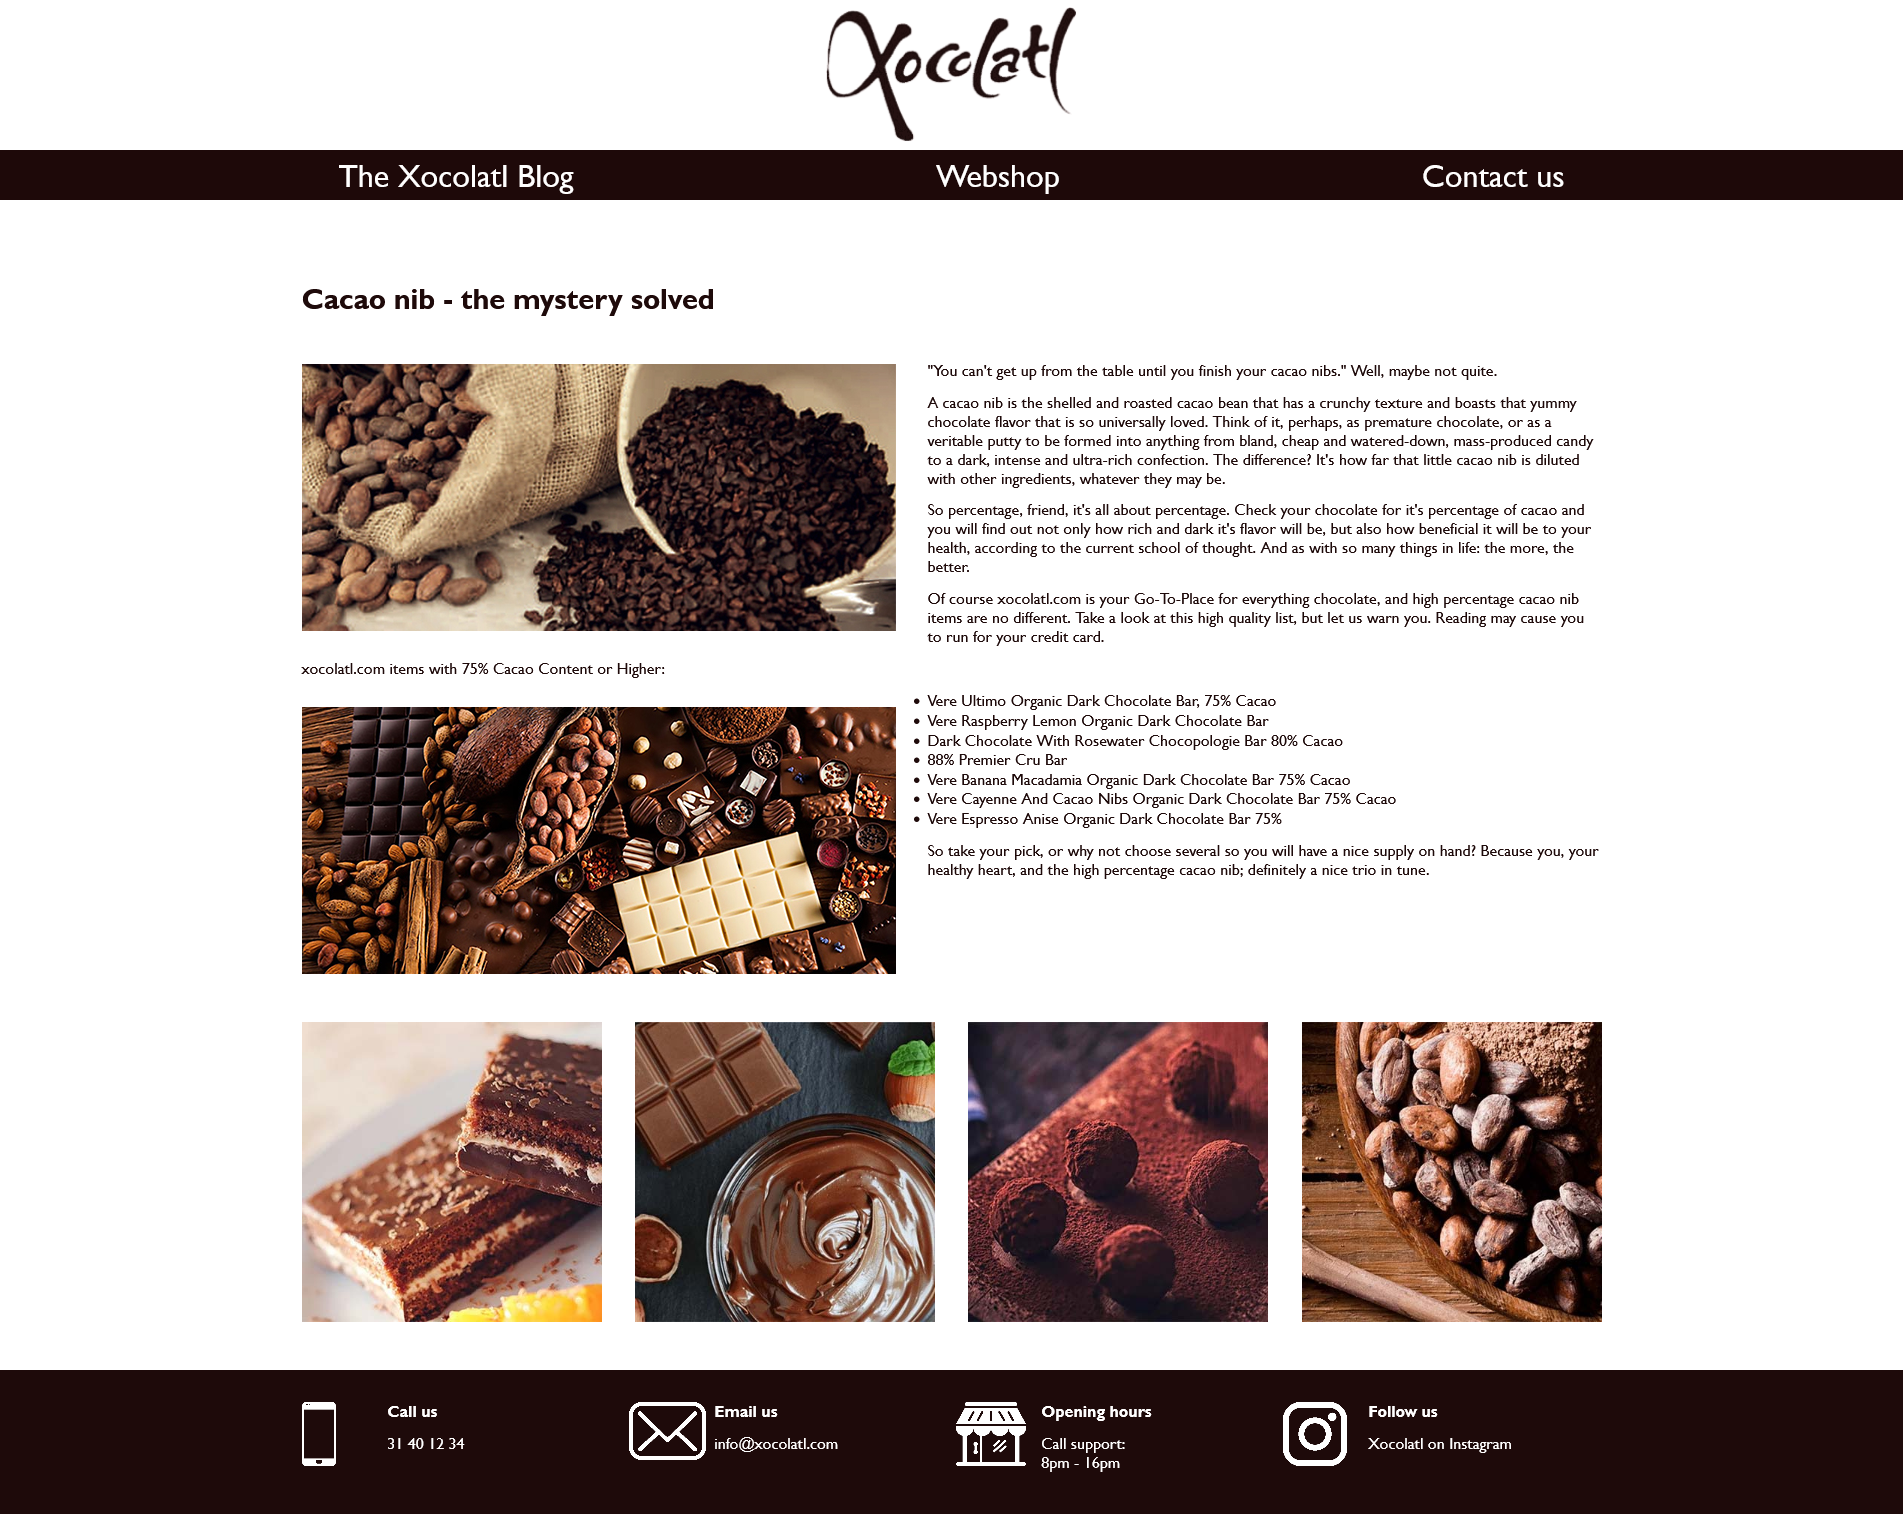 Xocolatl
The Xocolatl Blog
Webshop
Contact us
Cacao nib - the mystery solved
"You can't get up from the table until you finish your cacao nibs." Well, maybe not quite.
A cacao nib is the shelled and roasted cacao bean that has a crunchy texture and boasts that yummy
chocolate flavor that is so universally loved. Think of it, perhaps, as premature chocolate, or as a
veritable putty to be formed into anything from bland, cheap and watered-down, mass-produced candy
to a dark, intense and ultra-rich confection. The difference? It's how far that little cacao nib is diluted
with other ingredients, whatever they may be.
So percentage, friend, it's all about percentage. Check your chocolate for it's percentage of cacao and
you will find out not only how rich and dark it's flavor will be, but also how beneficial it will be to your
health, according to the current school of thought. And as with so many things in life: the more, the
better.
Of course xocolatl.com is your Go-To-Place for everything chocolate, and high percentage cacao nib
items are no different. Take a look at this high quality list, but let us warn you. Reading may cause you
to run for your credit card.
xocolatl.com items with 75% Cacao Content or Higher:
• Vere Ultimo Organic Dark Chocolate Bar, 75% Cacao
• Vere Raspberry Lemon Organic Dark Chocolate Bar
• Dark Chocolate With Rosewater Chocopologie Bar 80% Cacao
• 88% Premier Cru Bar
• Vere Banana Macadamia Organic Dark Chocolate Bar 75% Cacao
• Vere Cayenne And Cacao Nibs Organic Dark Chocolate Bar 75% Cacao
• Vere Espresso Anise Organic Dark Chocolate Bar 75%
So take your pick, or why not choose several so you will have a nice supply on hand? Because you, your
healthy heart, and the high percentage cacao nib; definitely a nice trio in tune.
Call us
31 40 12 34
Email us
info@xocolatl.com
Opening hours
Call support:
8pm - 16pm
Follow us
Xocolatl on Instagram